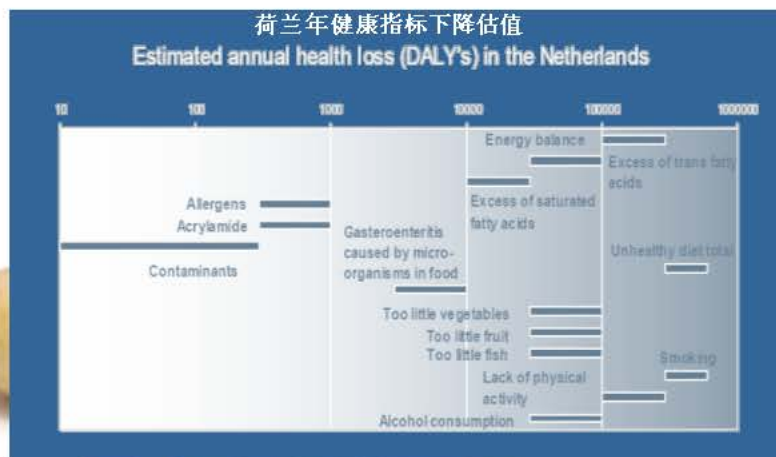 荷兰年健康指标下降估值
Estimated annual health loss (DALY's) in the Netherlands
10 100 1000 10000 100000 1000000
Energy balance
Excess of trans fatty
acids
Allergens
Excess of saturated
fatty acids
Acrylamide
Gasteroenteritis
caused by micro-
organisms in food
Contaminants
Unhealthy diet total
Too little vegetables
Too little fruit
Too little fish
Smoking
Lack of physical
activity
Alcohol consumption